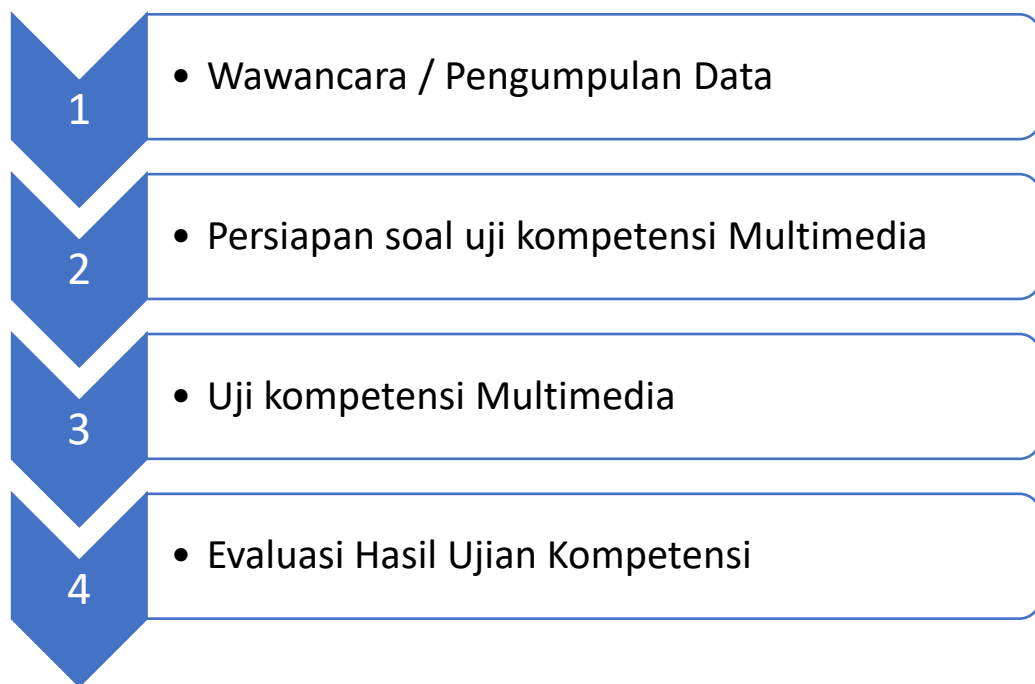 1
• Wawancara / Pengumpulan Data
2
• Persiapan soal uji kompetensi Multimedia
3
• Uji kompetensi Multimedia
4
• Evaluasi Hasil Ujian Kompetensi